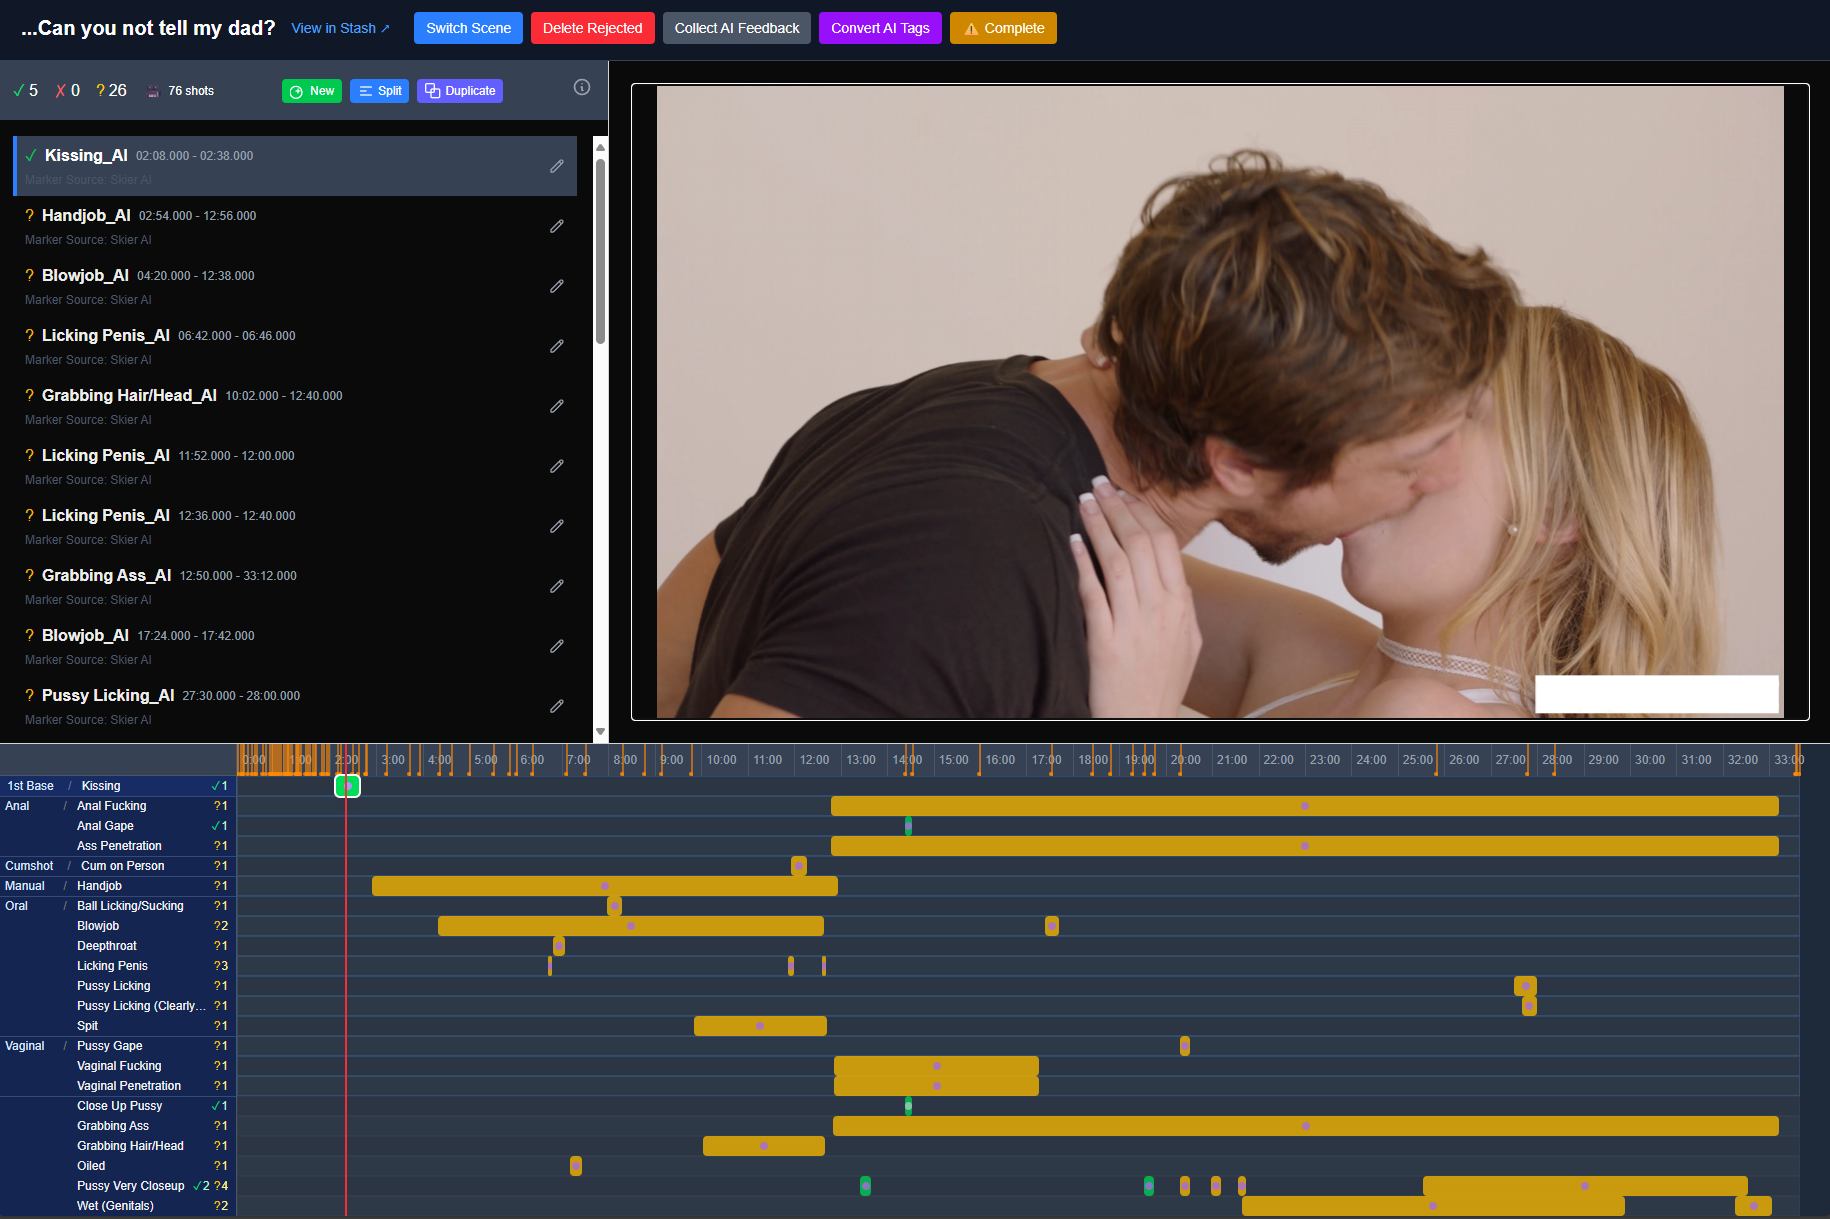 ...Can you not tell my dad? View in Stash ↗ Switch Scene Delete Rejected Collect AI Feedback Convert AI Tags ⚠ Complete
✓ 5 ✗ 0 ? 26 76 shots New Split Duplicate
✓ Kissing_AI 02:08.000 - 02:38.000
Marker Source: Skier AI
? Handjob_AI 02:54.000 - 12:56.000
Marker Source: Skier AI
? Blowjob_AI 04:20.000 - 12:38.000
Marker Source: Skier AI
? Licking Penis_AI 06:42.000 - 06:46.000
Marker Source: Skier AI
? Grabbing Hair/Head_AI 10:02.000 - 12:40.000
Marker Source: Skier AI
? Licking Penis_AI 11:52.000 - 12:00.000
Marker Source: Skier AI
? Licking Penis_AI 12:36.000 - 12:40.000
Marker Source: Skier AI
? Grabbing Ass_AI 12:50.000 - 33:12.000
Marker Source: Skier AI
? Blowjob_AI 17:24.000 - 17:42.000
Marker Source: Skier AI
? Pussy Licking_AI 27:30.000 - 28:00.000
Marker Source: Skier AI
0:00 1:00 2:00 3:00 4:00 5:00 6:00 7:00 8:00 9:00 10:00 11:00 12:00 13:00 14:00 15:00 16:00 17:00 18:00 19:00 20:00 21:00 22:00 23:00 24:00 25:00 26:00 27:00 28:00 29:00 30:00 31:00 32:00 33:00
1st Base / Kissing ✓1
Anal / Anal Fucking ?1
Anal Gape ✓1
Ass Penetration ?1
Cumshot / Cum on Person ?1
Manual / Handjob ?1
Oral / Ball Licking/Sucking ?1
Blowjob ?2
Deepthroat ?1
Licking Penis ?3
Pussy Licking ?1
Pussy Licking (Clearly... ?1
Spit ?1
Vaginal / Pussy Gape ?1
Vaginal Fucking ?1
Vaginal Penetration ?1
Close Up Pussy ✓1
Grabbing Ass ?1
Grabbing Hair/Head ?1
Oiled ?1
Pussy Very Closeup ✓2 ?4
Wet (Genitals) ?2